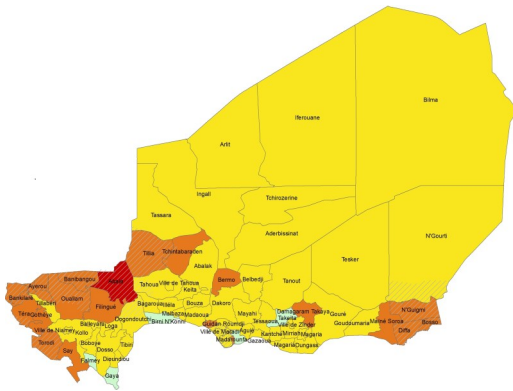 Bilma
Iferouane
Arlit
Ingall
Tchirozerine
Tassara
Aderbissinat
N'Gourti
Tesker
Tillia
Tchintabaraden
Abalak
Bermo
Belbedji
Tanout
Banibangou
Abala
Tahoua
Ville de Tahoua
Keita
Ayerou
Bankilare
Ouallam
Filingué
Bagaroua
Illéla
Bouza
Dakoro
Damagaram Takaya
Gouré
N'Guigmi
Téra
Gothèye
Tillabéri
Dogondoutchi
Malbaza
Madaoua
Mayahi
Takeita
Goudoumaria
Maïné Soroa
Bosso
Diffa
Balleyara
Loga
Birni N'Konni
Guidan Roumdji
Tessaoua
Ville de Zinder
Mirriah
Ville de Niamey
Kollo
Ville de Maradi
Aguié
Kantché
Magaria
Torodi
Say
Boboye
Dosso
Tibiri
Madarounfa
Gazaoua
Dungass
Falmey
Dioundiou
Gaya